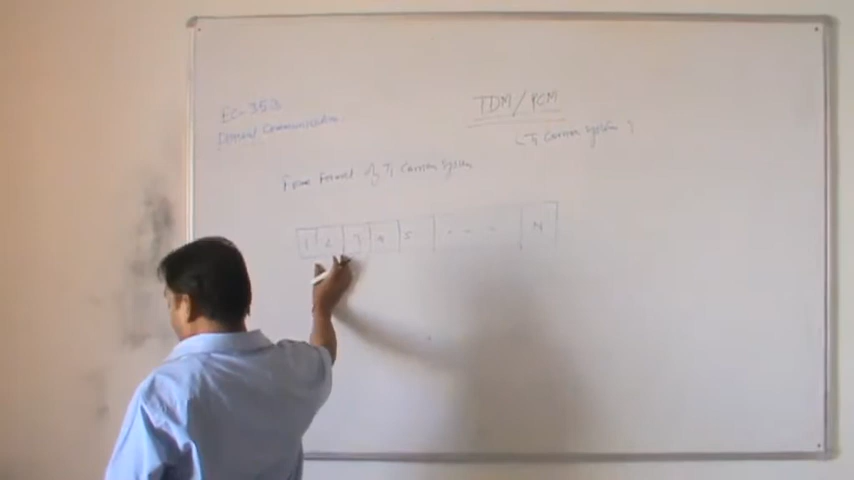 EC-353
Digital Communication
TDM/PCM
(T1 Carrier System)
Frame Format of T1 Carrier System
1 2 3 4 5 - - - N